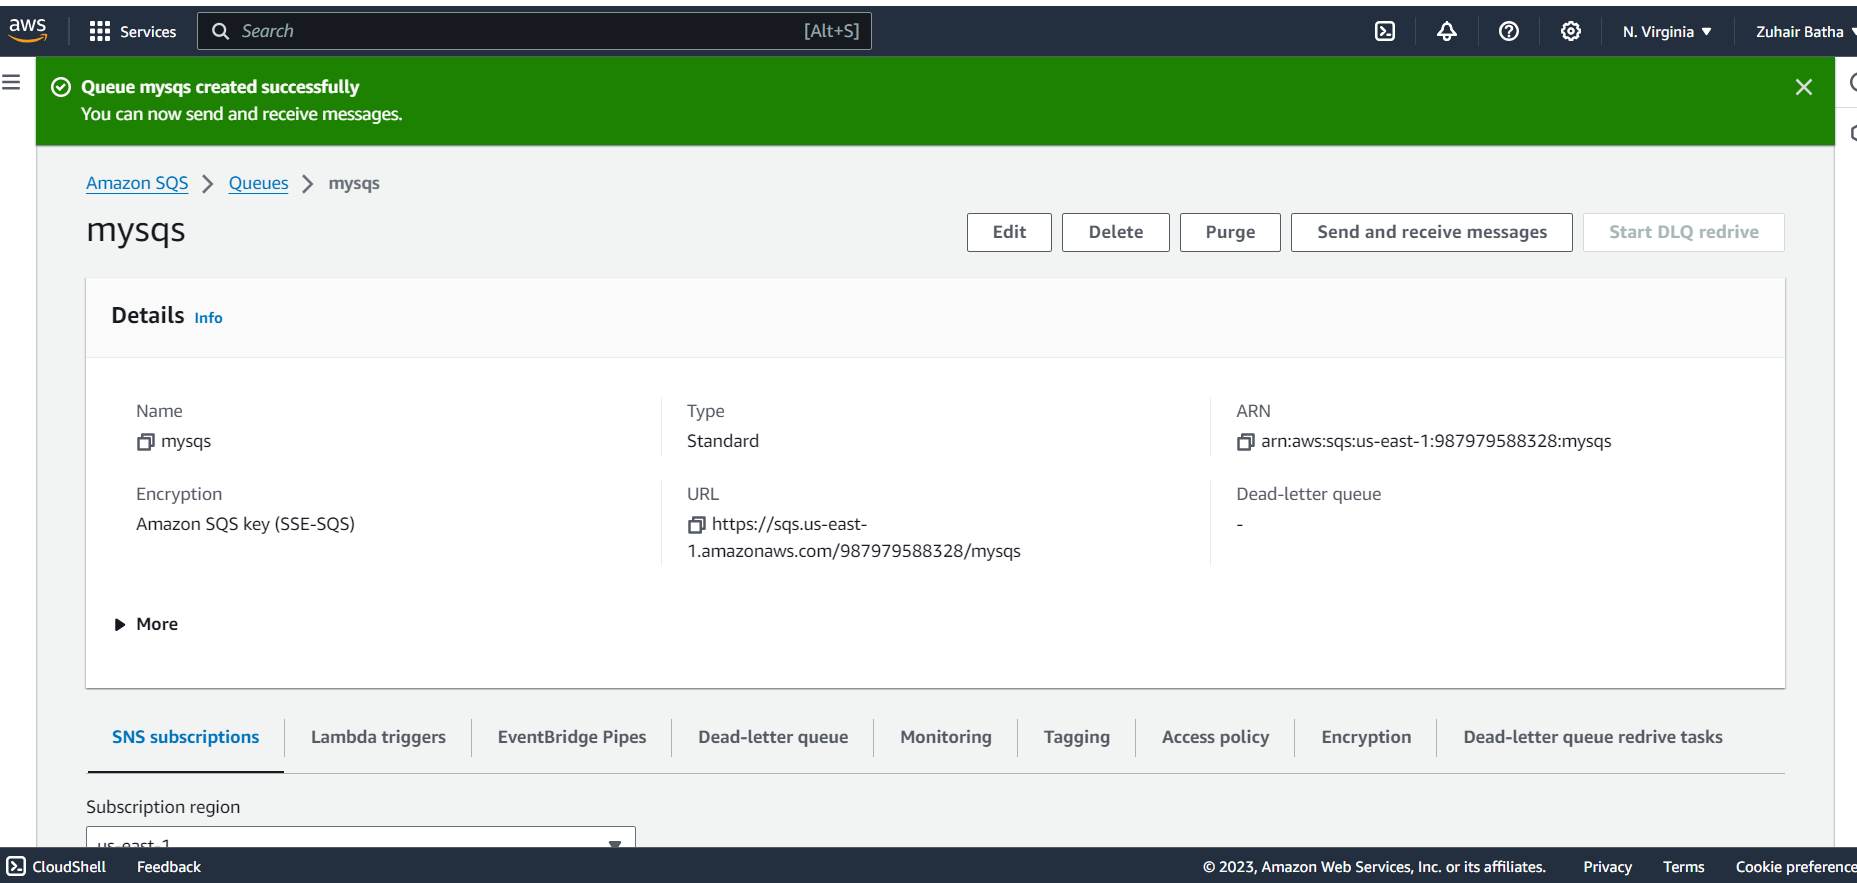 aws
Services
Search
[Alt+S]
N. Virginia
Zuhair Batha
Queue mysqs created successfully
You can now send and receive messages.
Amazon SQS
Queues
mysqs
mysqs
Edit
Delete
Purge
Send and receive messages
Start DLQ redrive
Details
Info
Name
mysqs
Type
Standard
ARN
arn:aws:sqs:us-east-1:987979588328:mysqs
Encryption
Amazon SQS key (SSE-SQS)
URL
https://sqs.us-east-
1.amazonaws.com/987979588328/mysqs
Dead-letter queue
-
More
SNS subscriptions
Lambda triggers
EventBridge Pipes
Dead-letter queue
Monitoring
Tagging
Access policy
Encryption
Dead-letter queue redrive tasks
Subscription region
us-east-1
CloudShell
Feedback
© 2023, Amazon Web Services, Inc. or its affiliates.
Privacy
Terms
Cookie preference